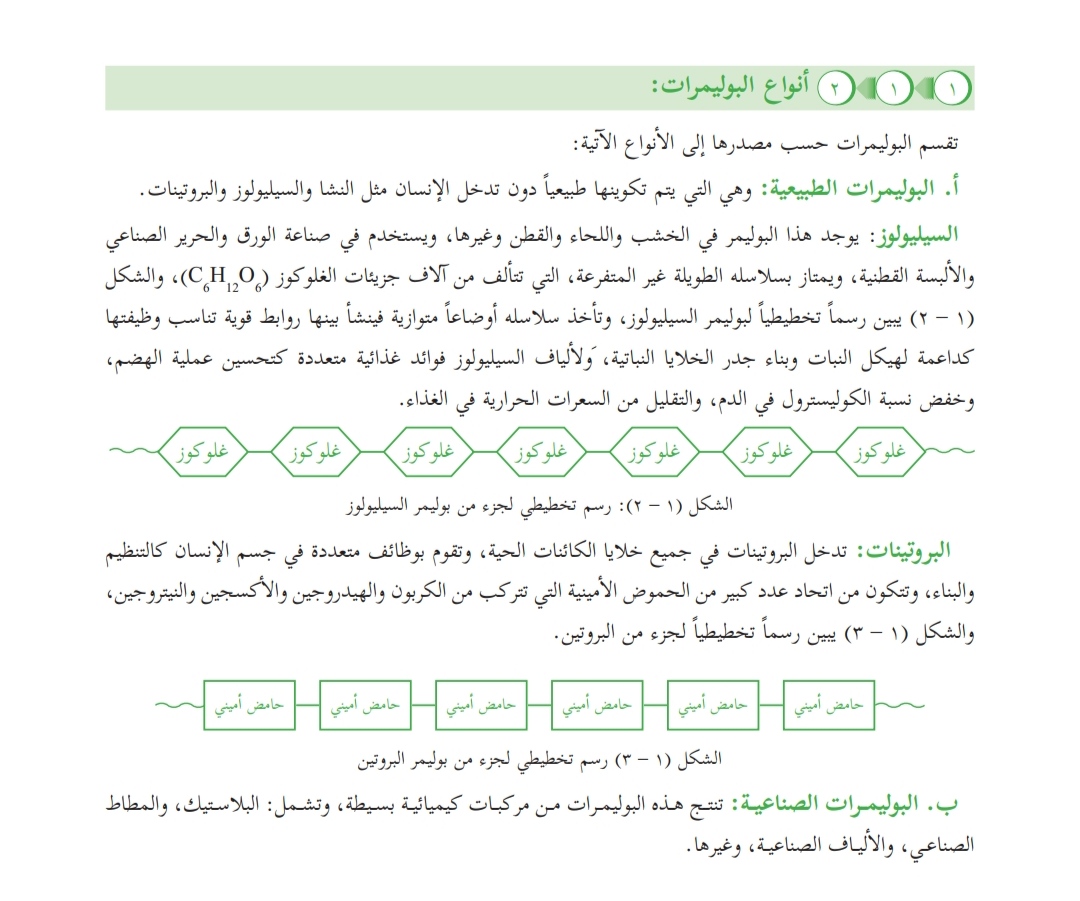 ١ ١ ٢ أنواع البوليمرات:
تقسم البوليمرات حسب مصدرها إلى الأنواع الآتية:
أ. البوليمرات الطبيعية: وهي التي يتم تكوينها طبيعياً دون تدخل الإنسان مثل النشا والسيليولوز والبروتينات.
السيليولوز: يوجد هذا البوليمر في الخشب واللحاء والقطن وغيرها، ويستخدم في صناعة الورق والحرير الصناعي
والألبسة القطنية، ويمتاز بسلاسله الطويلة غير المتفرعة، التي تتألف من آلاف جزيئات الغلوكوز (C₆H₁₂O₆)، والشكل
(١ – ٢) يبين رسماً تخطيطياً لبوليمر السيليولوز، وتأخذ سلاسله أوضاعاً متوازية فينشأ بينها روابط قوية تناسب وظيفتها
كداعمة لهيكل النبات وبناء جدر الخلايا النباتية، وَلألياف السيليولوز فوائد غذائية متعددة كتحسين عملية الهضم،
وخفض نسبة الكوليسترول في الدم، والتقليل من السعرات الحرارية في الغذاء.
غلوكوز غلوكوز غلوكوز غلوكوز غلوكوز غلوكوز غلوكوز
الشكل (١ – ٢): رسم تخطيطي لجزء من بوليمر السيليولوز
البروتينات: تدخل البروتينات في جميع خلايا الكائنات الحية، وتقوم بوظائف متعددة في جسم الإنسان كالتنظيم
والبناء، وتتكون من اتحاد عدد كبير من الحموض الأمينية التي تتركب من الكربون والهيدروجين والأكسجين والنيتروجين،
والشكل (١ – ٣) يبين رسماً تخطيطياً لجزء من البروتين.
حامض أميني حامض أميني حامض أميني حامض أميني حامض أميني حامض أميني
الشكل (١ – ٣) رسم تخطيطي لجزء من بوليمر البروتين
ب. البوليمرات الصناعية: تنتج هذه البوليمرات من مركبات كيميائية بسيطة، وتشمل: البلاستيك، والمطاط
الصناعي، والألياف الصناعية، وغيرها.